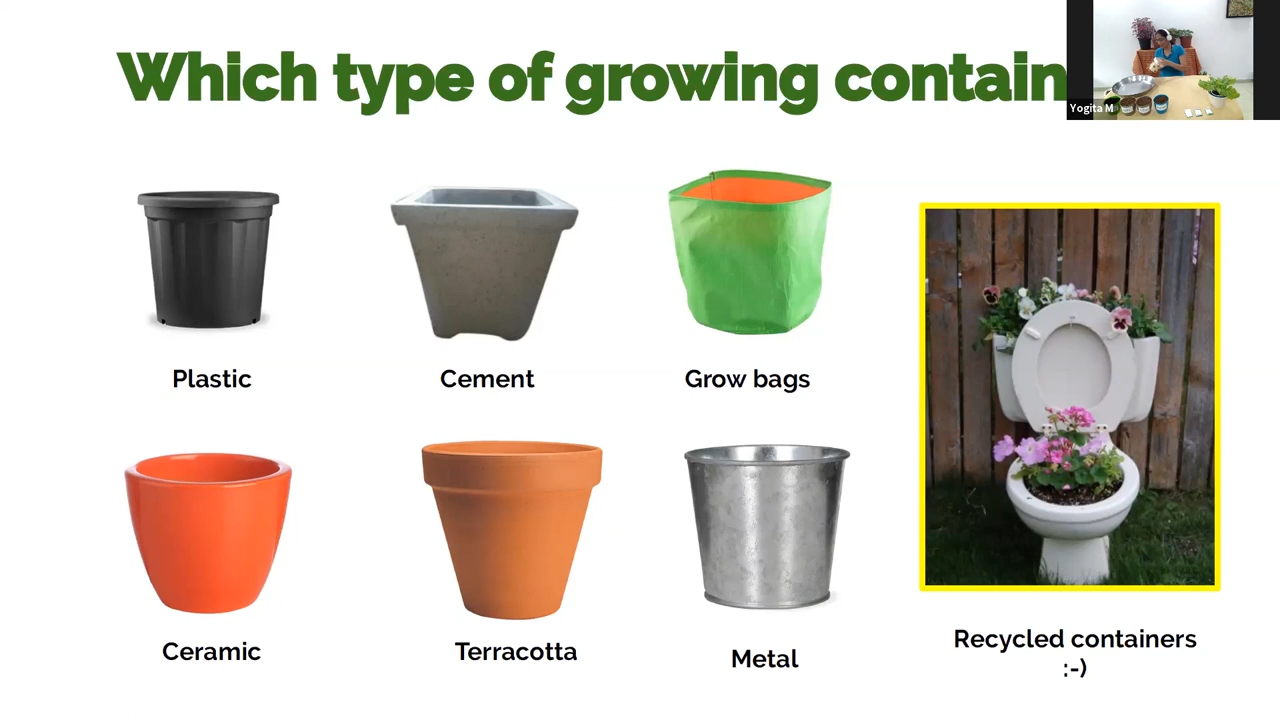 Which type of growing contain
Yogita M
Plastic
Cement
Grow bags
Ceramic
Terracotta
Metal
Recycled containers
:-)